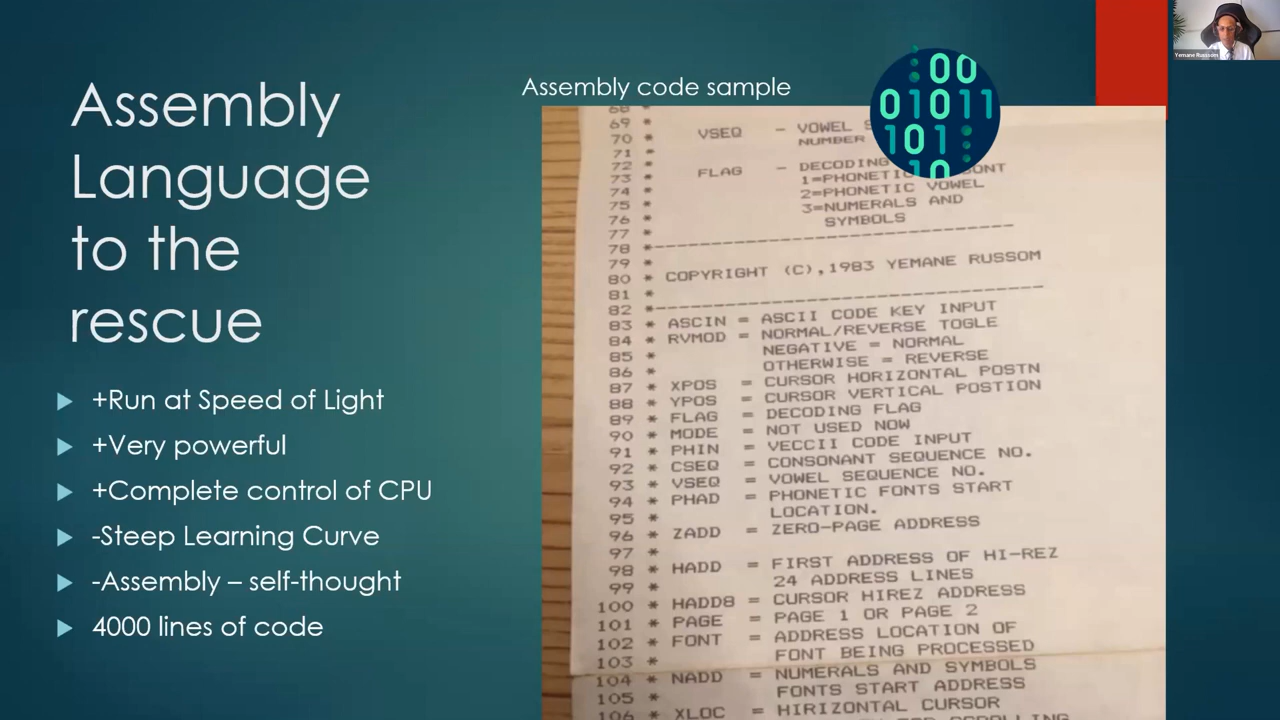 Assembly
Language
to the
rescue
+Run at Speed of Light
+Very powerful
+Complete control of CPU
-Steep Learning Curve
-Assembly – self-thought
4000 lines of code
Assembly code sample
00
01011
101
10
68 *
69 *
70 * VSEQ - VOWEL
71 * NUMBER
72 *
73 * FLAG - DECODING
74 * 1=PHONETIC
75 * 2=PHONETIC VOWEL
76 * 3=NUMERALS AND
77 * SYMBOLS
78 *------------------------------
79 *
80 * COPYRIGHT (C),1983 YEMANE RUSSOM
81 *
82 *------------------------------
83 * ASCIN = ASCII CODE KEY INPUT
84 * RVMOD = NORMAL/REVERSE TOGLE
85 * NEGATIVE = NORMAL
86 * OTHERWISE = REVERSE
87 * XPOS = CURSOR HORIZONTAL POSTN
88 * YPOS = CURSOR VERTICAL POSTION
89 * FLAG = DECODING FLAG
90 * MODE = NOT USED NOW
91 * PHIN = VECCII CODE INPUT
92 * CSEQ = CONSONANT SEQUENCE NO.
93 * VSEQ = VOWEL SEQUENCE NO.
94 * PHAD = PHONETIC FONTS START
95 * LOCATION.
96 * ZADD = ZERO-PAGE ADDRESS
97 *
98 * HADD = FIRST ADDRESS OF HI-REZ
99 * 24 ADDRESS LINES
100 * HADD8 = CURSOR HIREZ ADDRESS
101 * PAGE = PAGE 1 OR PAGE 2
102 * FONT = ADDRESS LOCATION OF
103 * FONT BEING PROCESSED
104 * NADD = NUMERALS AND SYMBOLS
105 * FONTS START ADDRESS
106 * XLOC = HIRIZONTAL CURSOR
Yemane Russom